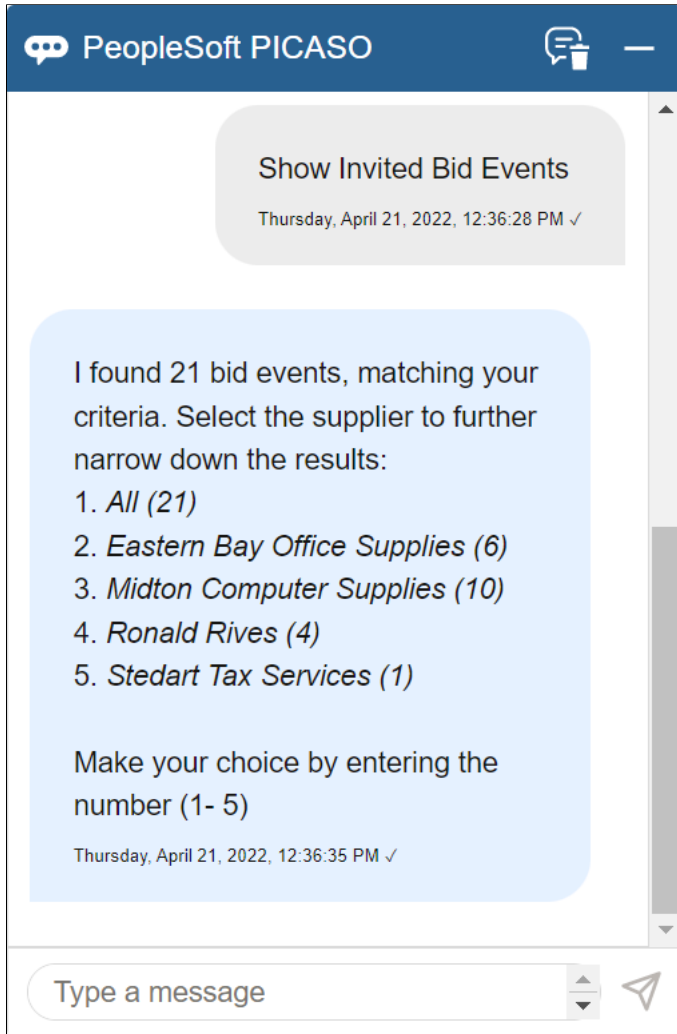 PeopleSoft PICASO
Show Invited Bid Events
Thursday, April 21, 2022, 12:36:28 PM ✓
I found 21 bid events, matching your
criteria. Select the supplier to further
narrow down the results:
1. All (21)
2. Eastern Bay Office Supplies (6)
3. Midton Computer Supplies (10)
4. Ronald Rives (4)
5. Stedart Tax Services (1)
Make your choice by entering the
number (1- 5)
Thursday, April 21, 2022, 12:36:35 PM ✓
Type a message